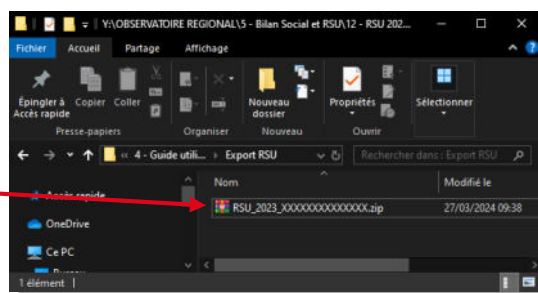 Y:\OBSERVATOIRE REGIONAL\5 - Bilan Social et RSU\12 - RSU 202...
Fichier Accueil Partage Affichage
Épingler à Accès rapide
Copier
Coller
Nouveau dossier
Propriétés
Sélectionner
Presse-papiers Organiser Nouveau Ouvrir
« 4 - Guide utili... › Export RSU
Rechercher dans : Export RSU
Nom Modifié le
Accès rapide
RSU_2023_XXXXXXXXXXXXXX.zip 27/03/2024 09:38
OneDrive
Ce PC
Bureau
1 élément